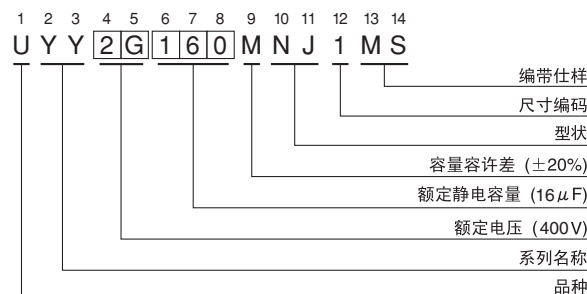 1 2 3 4 5 6 7 8 9 10 11 12 13 14
U Y Y 2 G 1 6 0 M N J 1 M S
编带仕样
尺寸编码
型状
容量容许差 (±20%)
额定静电容量 (16μF)
额定电压 (400V)
系列名称
品种